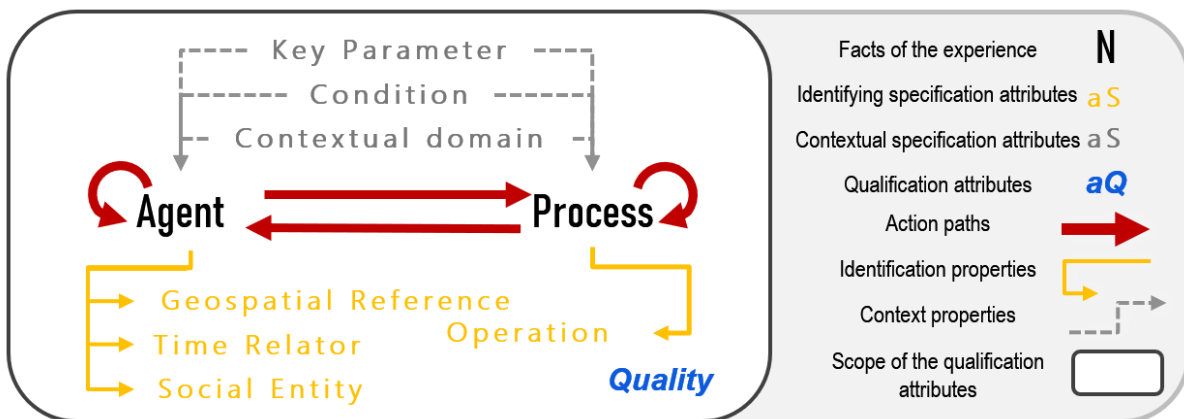 Key Parameter
Condition
Contextual domain
Agent
Process
Geospatial Reference
Operation
Time Relator
Social Entity
Quality
Facts of the experience N
Identifying specification attributes aS
Contextual specification attributes aS
Qualification attributes aQ
Action paths
Identification properties
Context properties
Scope of the qualification
attributes